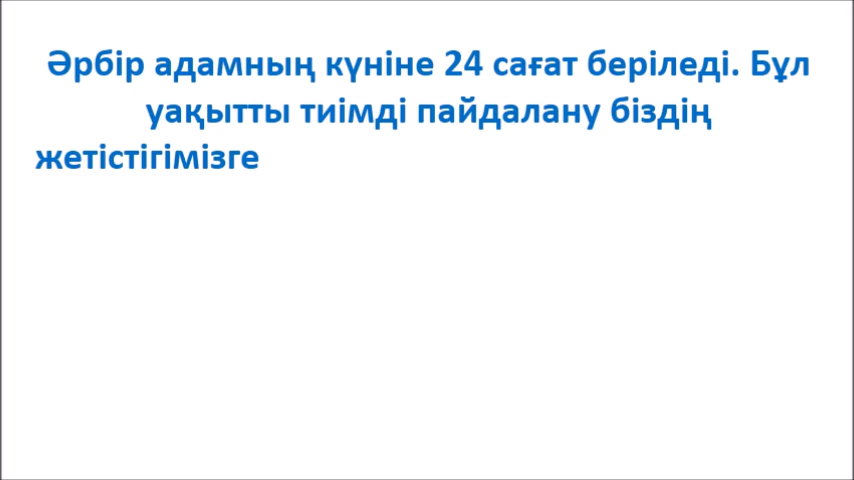 Әрбір адамның күніне 24 сағат беріледі. Бұл
уақытты тиімді пайдалану біздің
жетістігімізге